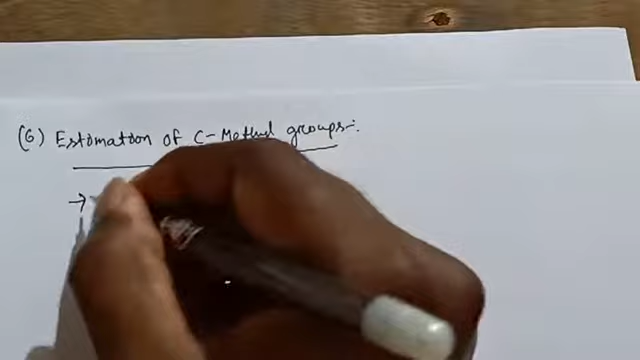 (6) Estimation of C-Methyl groups:-
→